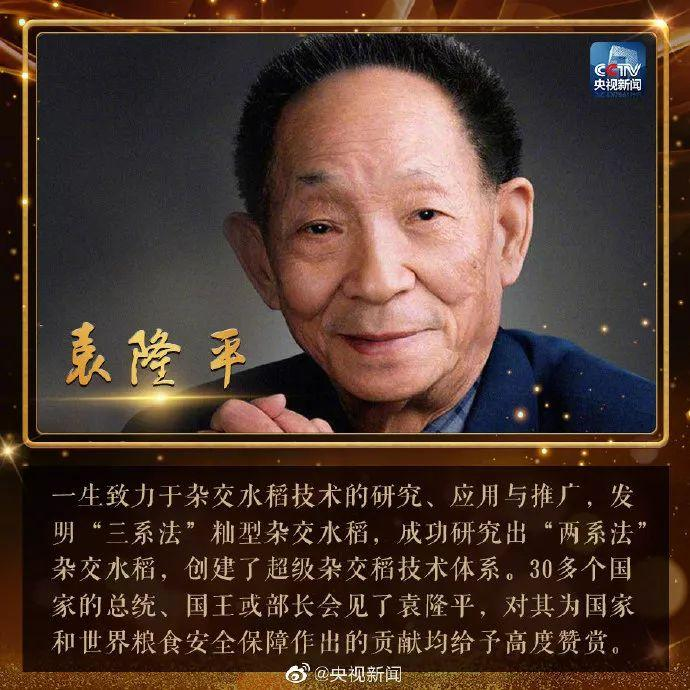 CCTV
央视新闻
袁隆平
一生致力于杂交水稻技术的研究、应用与推广，发
明“三系法”籼型杂交水稻，成功研究出“两系法”
杂交水稻，创建了超级杂交稻技术体系。30多个国
家的总统、国王或部长会见了袁隆平，对其为国家
和世界粮食安全保障作出的贡献均给予高度赞赏。
@央视新闻